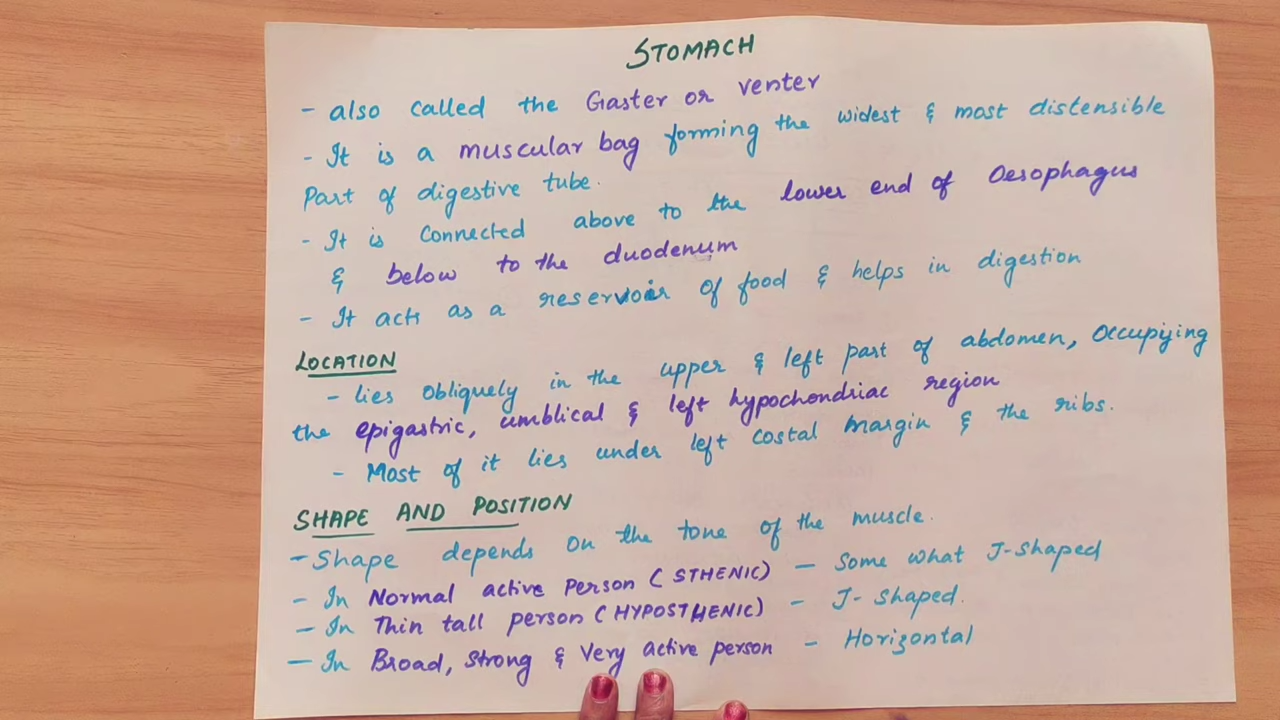 STOMACH
- also called the Gaster or venter
- It is a muscular bag forming the widest & most distensible
Part of digestive tube.
- It is connected above to the lower end of Oesophagus
& below to the duodenum
- It acts as a reservoir of food & helps in digestion
LOCATION
- lies obliquely in the upper & left part of abdomen, occupying
the epigastric, umblical & left hypochondriac region
- Most of it lies under left costal margin & the ribs.
SHAPE AND POSITION
- Shape depends on the tone of the muscle.
- In Normal active Person (STHENIC) - Some what J-shaped
- In Thin tall person (HYPOSTHENIC) - J-shaped.
- In Broad, strong & very active person - Horizontal